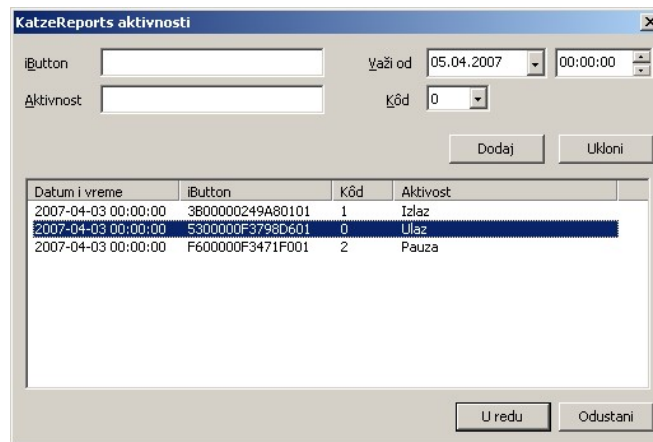 KatzeReports aktivnosti
iButton Važi od 05.04.2007 00:00:00
Aktivnost Kôd 0
Dodaj Ukloni
Datum i vreme iButton Kôd Aktivost
2007-04-03 00:00:00 3B00000249A80101 1 Izlaz
2007-04-03 00:00:00 5300000F3798D601 0 Ulaz
2007-04-03 00:00:00 F600000F3471F001 2 Pauza
U redu Odustani